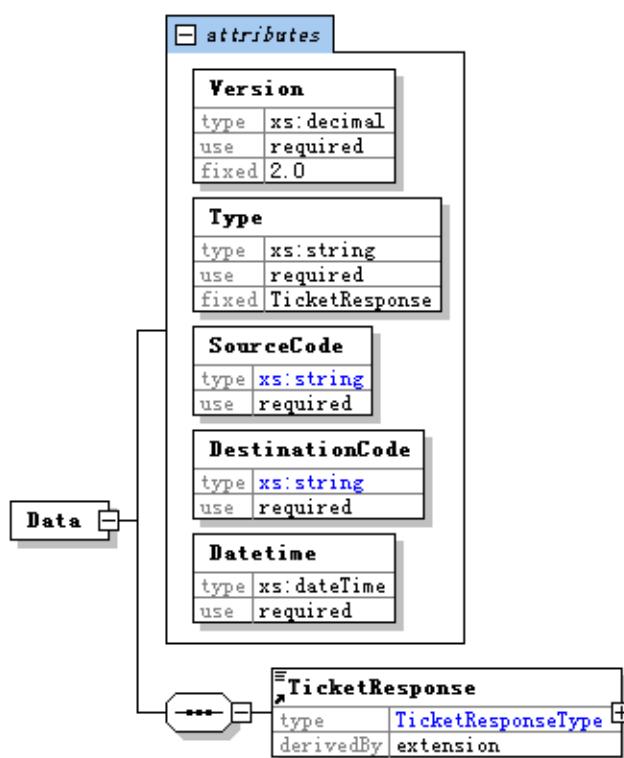 attributes
Version
type xs:decimal
use required
fixed 2.0
Type
type xs:string
use required
fixed TicketResponse
SourceCode
type xs:string
use required
DestinationCode
type xs:string
use required
Data
Datetime
type xs:dateTime
use required
TicketResponse
type TicketResponseType
derivedBy extension